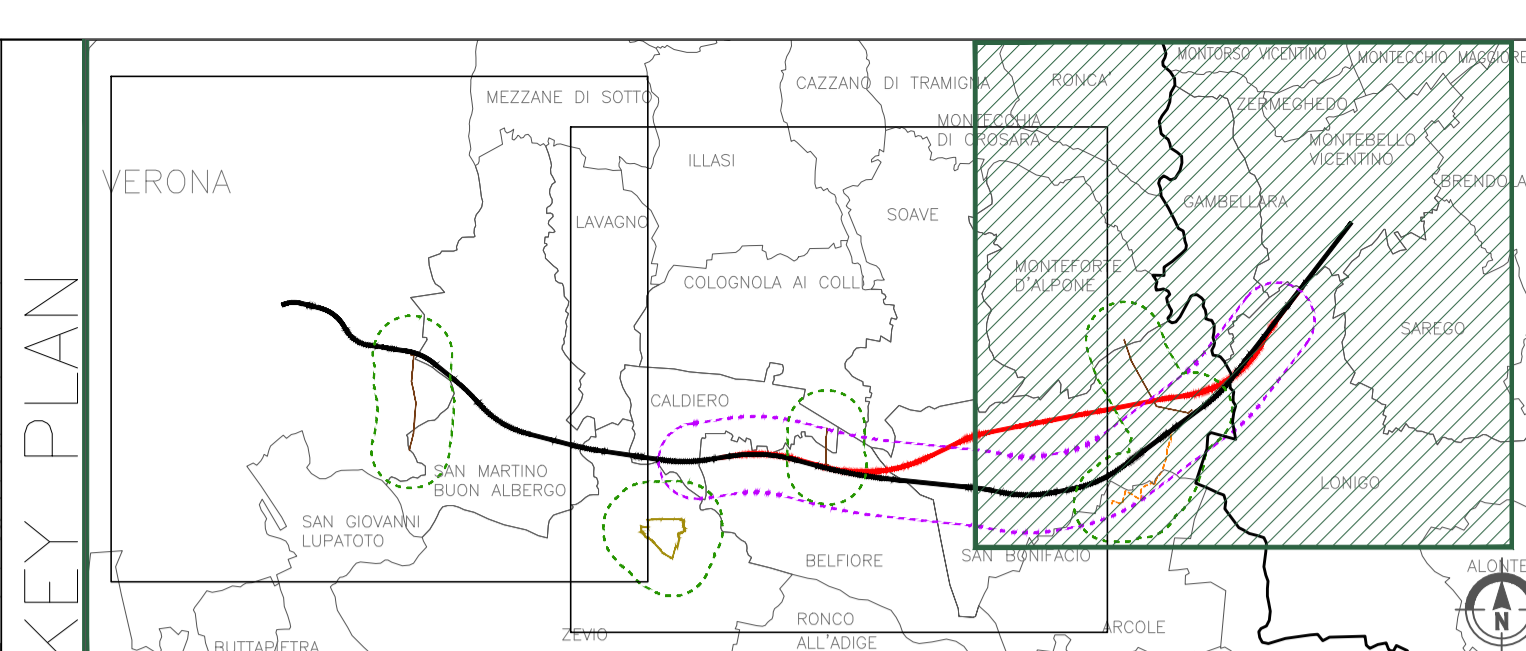 KEY PLAN
MONTORSO VICENTINO
MONTECCHIO MAGGIORE
CAZZANO DI TRAMIGNA
RONCA'
MEZZANE DI SOTTO
ZERMEGHEDO
MONTECCHIA
DI CROSARA
MONTEBELLO
VICENTINO
ILLASI
VERONA
BRENDOLA
GAMBELLARA
SOAVE
LAVAGNO
MONTEFORTE
D'ALPONE
COLOGNOLA AI COLLI
SAREGO
CALDIERO
SAN MARTINO
BUON ALBERGO
LONIGO
SAN GIOVANNI
LUPATOTO
BELFIORE
SAN BONIFACIO
ALONTE
N
RONCO
ALL'ADIGE
ARCOLE
ZEVIO
BUTTAPIETRA